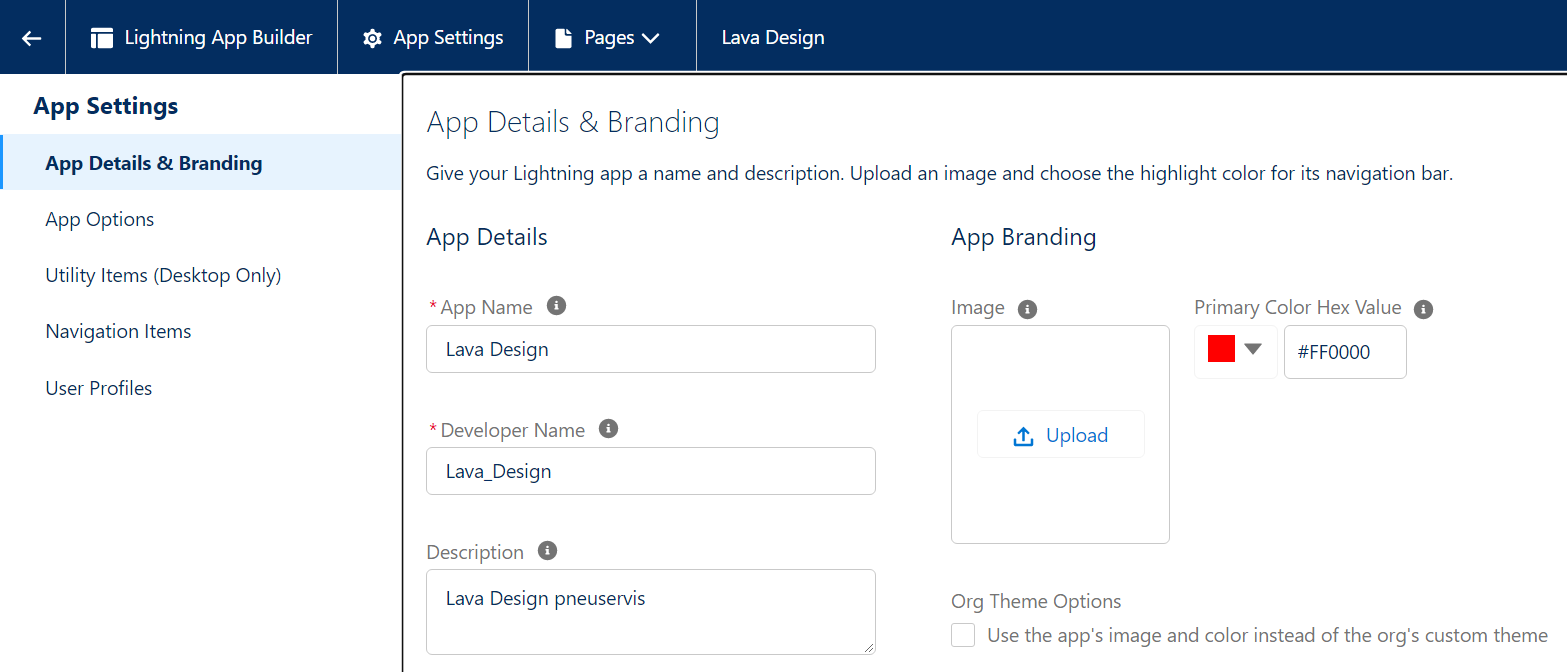 Lightning App Builder
App Settings
Pages
Lava Design
App Settings
App Details & Branding
App Options
Utility Items (Desktop Only)
Navigation Items
User Profiles
App Details & Branding
Give your Lightning app a name and description. Upload an image and choose the highlight color for its navigation bar.
App Details
* App Name
Lava Design
* Developer Name
Lava_Design
Description
Lava Design pneuservis
App Branding
Image
Upload
Primary Color Hex Value
#FF0000
Org Theme Options
Use the app's image and color instead of the org's custom theme